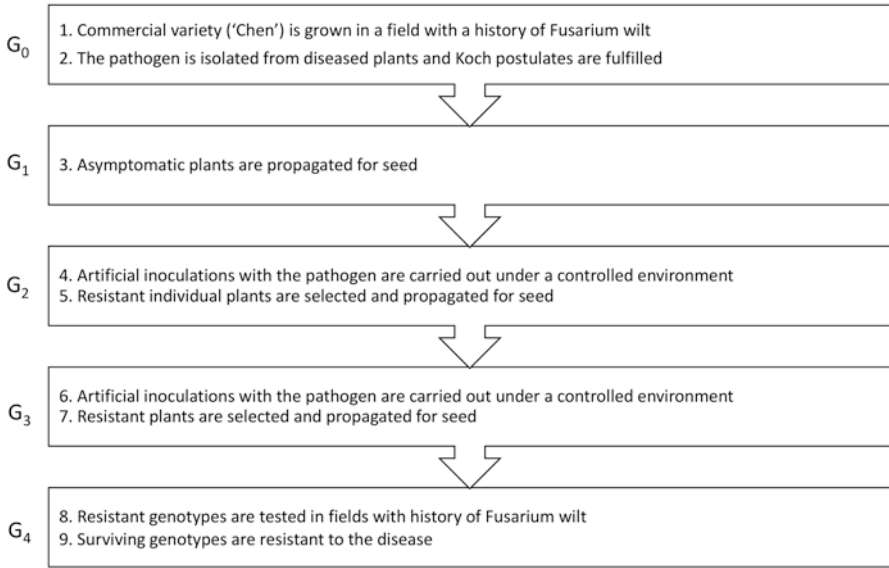 G₀
1. Commercial variety (‘Chen’) is grown in a field with a history of Fusarium wilt
2. The pathogen is isolated from diseased plants and Koch postulates are fulfilled
G₁
3. Asymptomatic plants are propagated for seed
G₂
4. Artificial inoculations with the pathogen are carried out under a controlled environment
5. Resistant individual plants are selected and propagated for seed
G₃
6. Artificial inoculations with the pathogen are carried out under a controlled environment
7. Resistant plants are selected and propagated for seed
G₄
8. Resistant genotypes are tested in fields with history of Fusarium wilt
9. Surviving genotypes are resistant to the disease